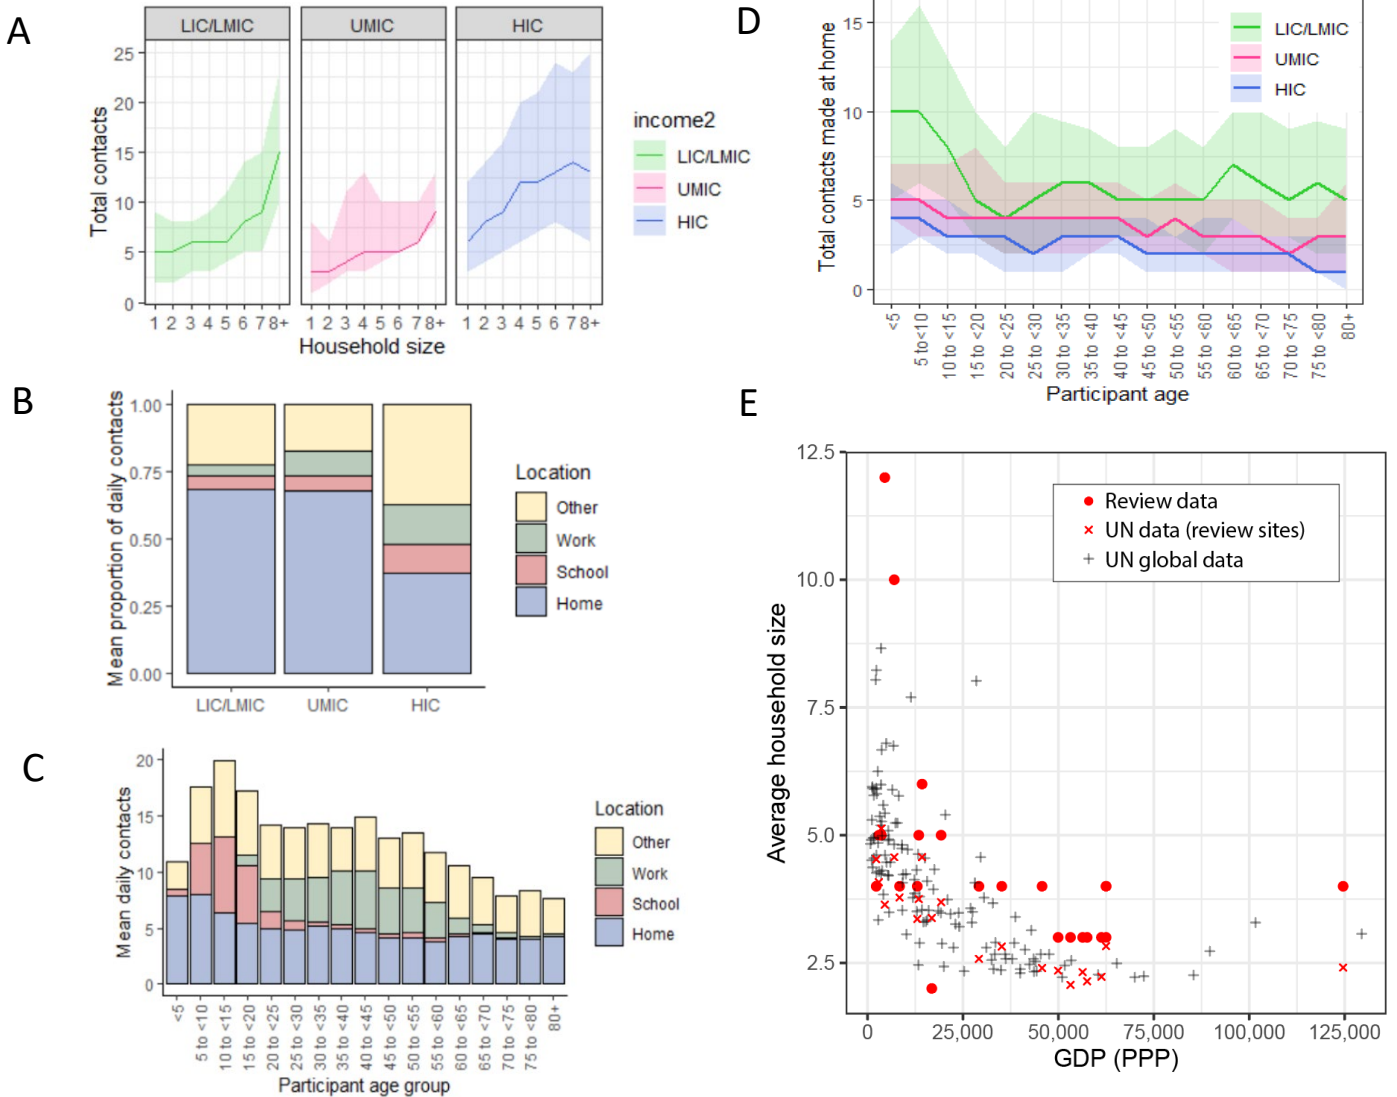 A
LIC/LMIC
UMIC
HIC
25
20
15
10
5
0
Total contacts
1 2 3 4 5 6 7 8+
1 2 3 4 5 6 7 8+
1 2 3 4 5 6 7 8+
Household size
income2
LIC/LMIC
UMIC
HIC
B
1.00
0.75
0.50
0.25
0.00
Mean proportion of daily contacts
LIC/LMIC
UMIC
HIC
Location
Other
Work
School
Home
C
20
15
10
5
0
Mean daily contacts
<5
5 to <10
10 to <15
15 to <20
20 to <25
25 to <30
30 to <35
35 to <40
40 to <45
45 to <50
50 to <55
55 to <60
60 to <65
65 to <70
70 to <75
75 to <80
80+
Participant age group
Location
Other
Work
School
Home
D
15
10
5
0
Total contacts made at home
LIC/LMIC
UMIC
HIC
<5
5 to <10
10 to <15
15 to <20
20 to <25
25 to <30
30 to <35
35 to <40
40 to <45
45 to <50
50 to <55
55 to <60
60 to <65
65 to <70
70 to <75
75 to <80
80+
Participant age
E
12.5
10.0
7.5
5.0
2.5
Average household size
Review data
UN data (review sites)
UN global data
0
25,000
50,000
75,000
100,000
125,000
GDP (PPP)